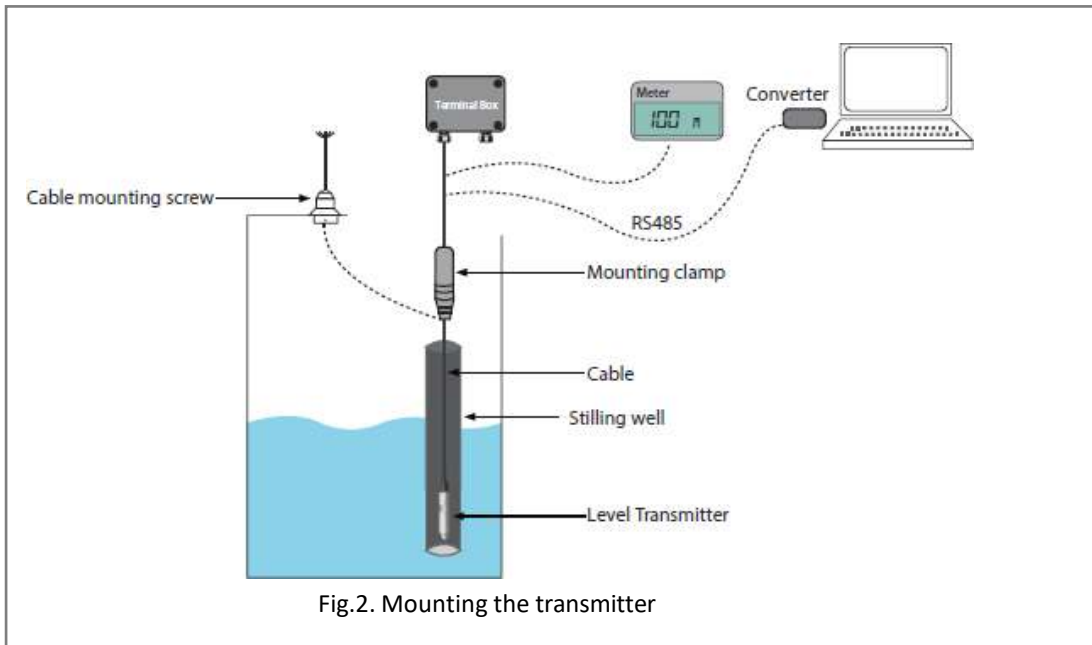 Terminal Box
Meter
100 m
Converter
Cable mounting screw
RS485
Mounting clamp
Cable
Stilling well
Level Transmitter
Fig.2. Mounting the transmitter